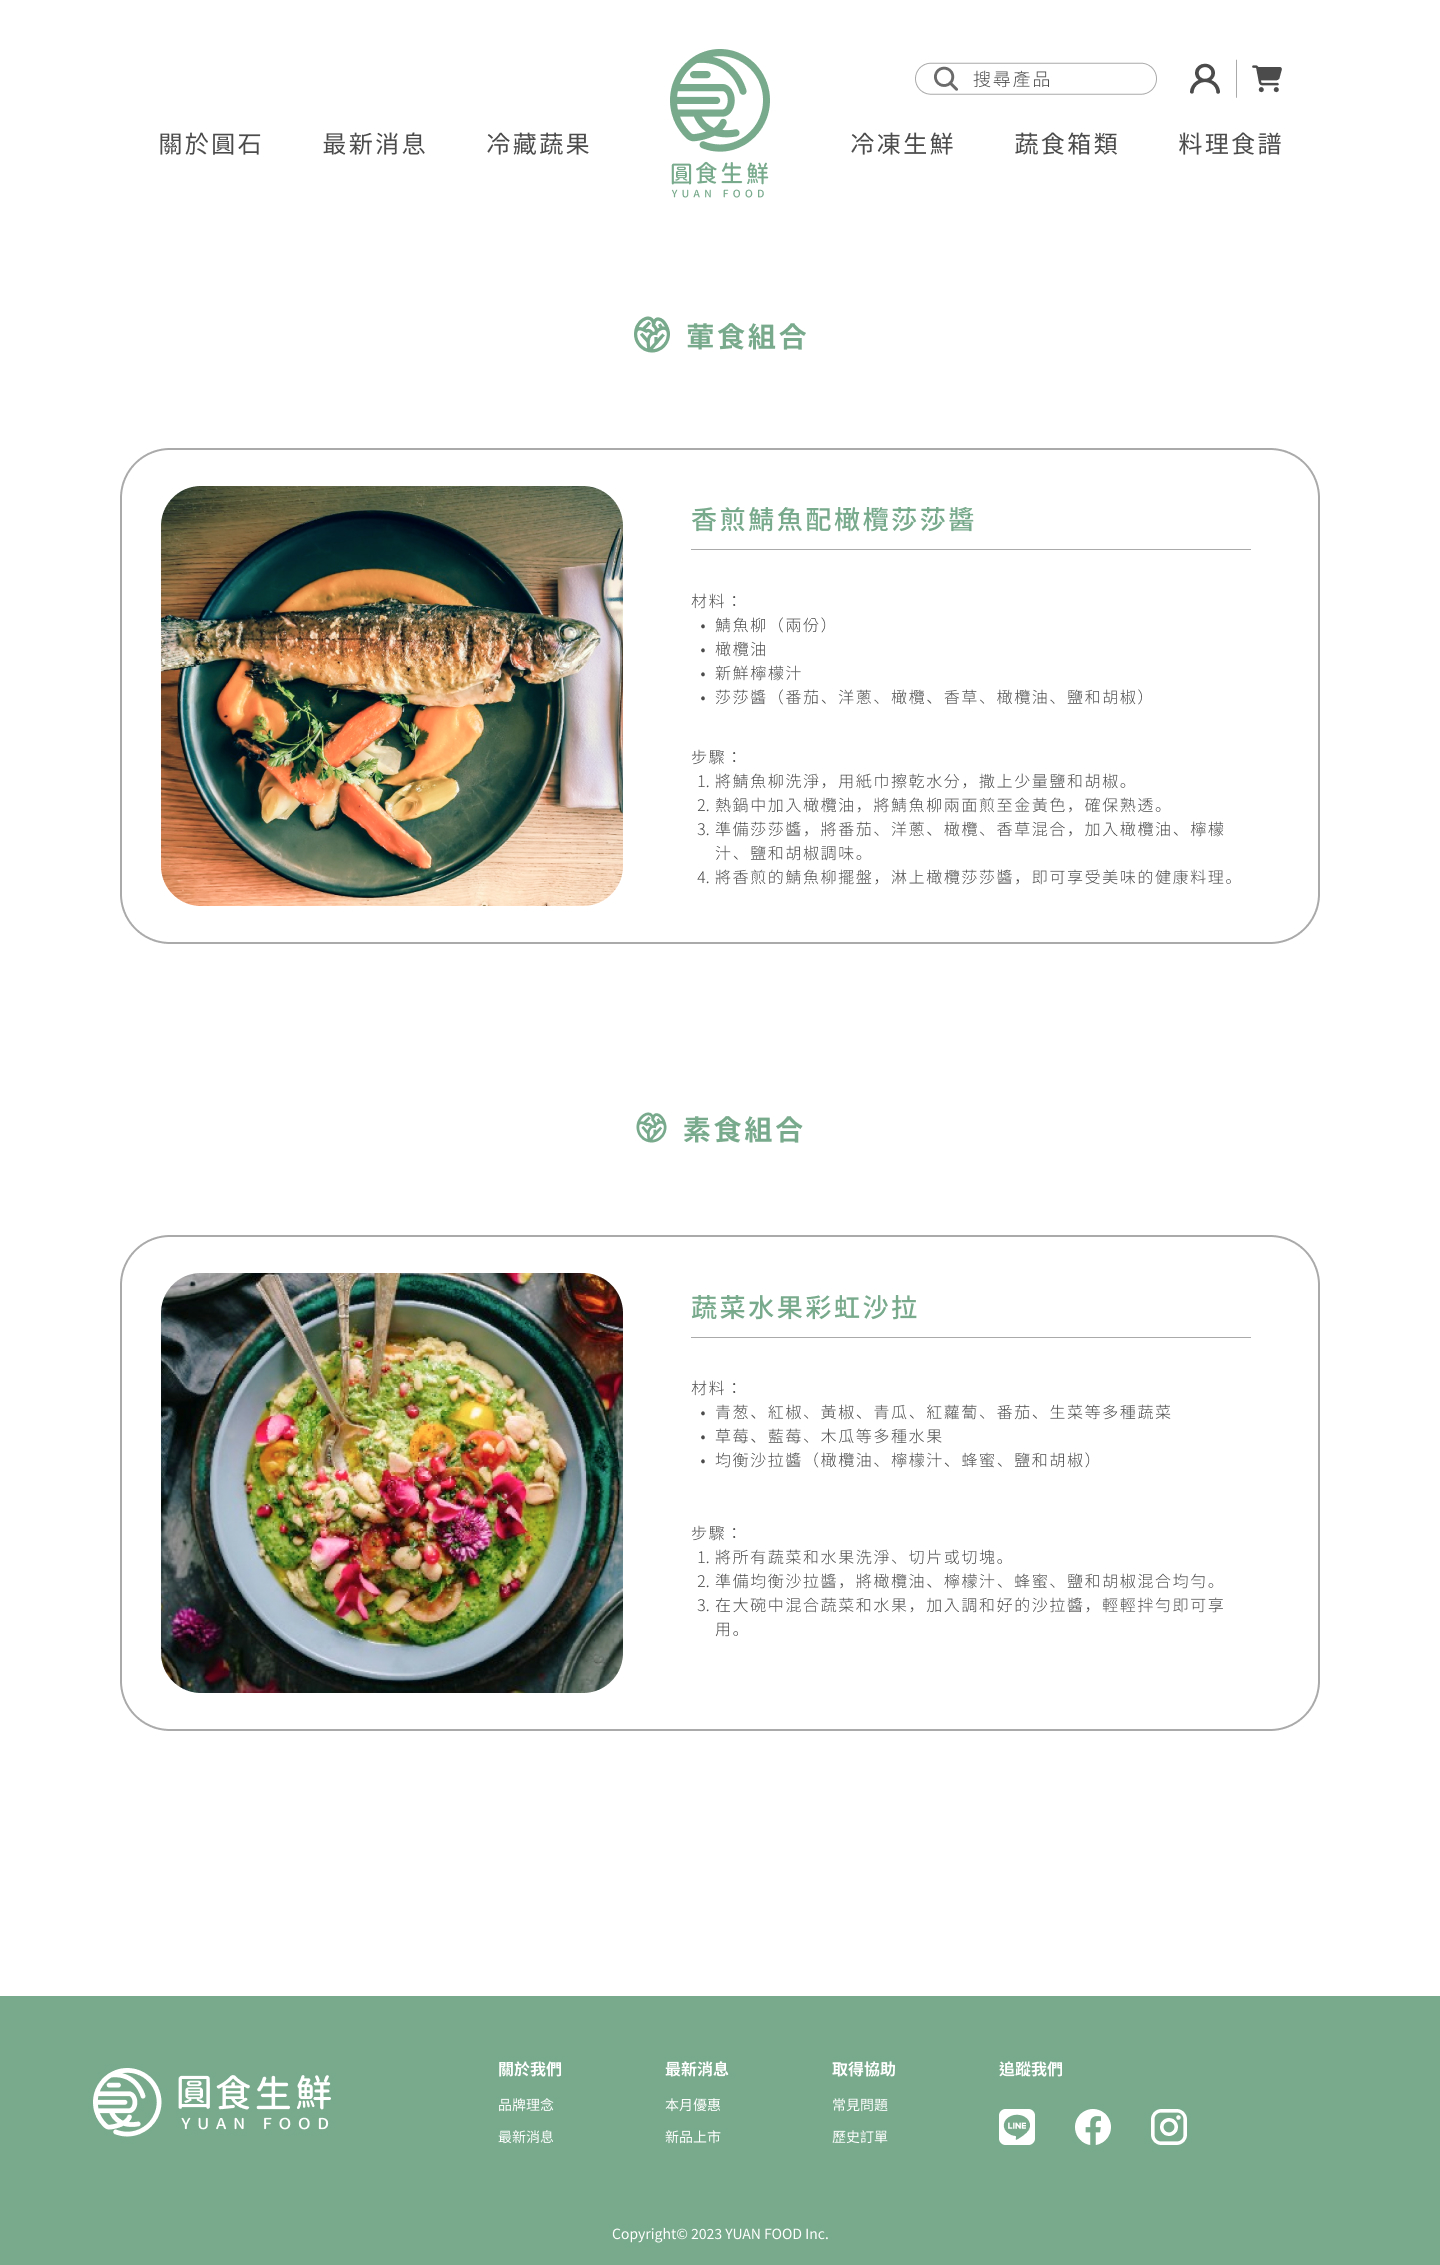 搜尋產品
關於圓石
最新消息
冷藏蔬果
圓食生鮮
YUAN FOOD
冷凍生鮮
蔬食箱類
料理食譜
葷食組合
香煎鯖魚配橄欖莎莎醬
材料：
• 鯖魚柳（兩份）
• 橄欖油
• 新鮮檸檬汁
• 莎莎醬（番茄、洋蔥、橄欖、香草、橄欖油、鹽和胡椒）
步驟：
1. 將鯖魚柳洗淨，用紙巾擦乾水分，撒上少量鹽和胡椒。
2. 熱鍋中加入橄欖油，將鯖魚柳兩面煎至金黃色，確保熟透。
3. 準備莎莎醬，將番茄、洋蔥、橄欖、香草混合，加入橄欖油、檸檬
汁、鹽和胡椒調味。
4. 將香煎的鯖魚柳擺盤，淋上橄欖莎莎醬，即可享受美味的健康料理。
素食組合
蔬菜水果彩虹沙拉
材料：
• 青葱、紅椒、黃椒、青瓜、紅蘿蔔、番茄、生菜等多種蔬菜
• 草莓、藍莓、木瓜等多種水果
• 均衡沙拉醬（橄欖油、檸檬汁、蜂蜜、鹽和胡椒）
步驟：
1. 將所有蔬菜和水果洗淨、切片或切塊。
2. 準備均衡沙拉醬，將橄欖油、檸檬汁、蜂蜜、鹽和胡椒混合均勻。
3. 在大碗中混合蔬菜和水果，加入調和好的沙拉醬，輕輕拌勻即可享
用。
圓食生鮮
YUAN FOOD
關於我們
品牌理念
最新消息
最新消息
本月優惠
新品上市
取得協助
常見問題
歷史訂單
追蹤我們
LINE
Copyright© 2023 YUAN FOOD Inc.